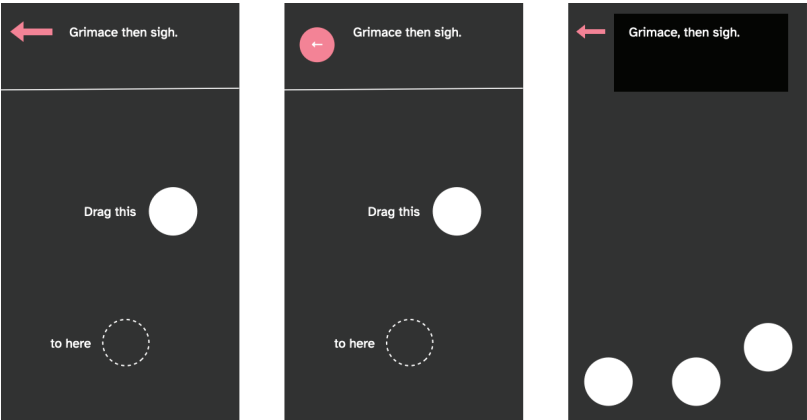 Grimace then sigh.
Drag this
to here
Grimace then sigh.
Drag this
to here
Grimace, then sigh.